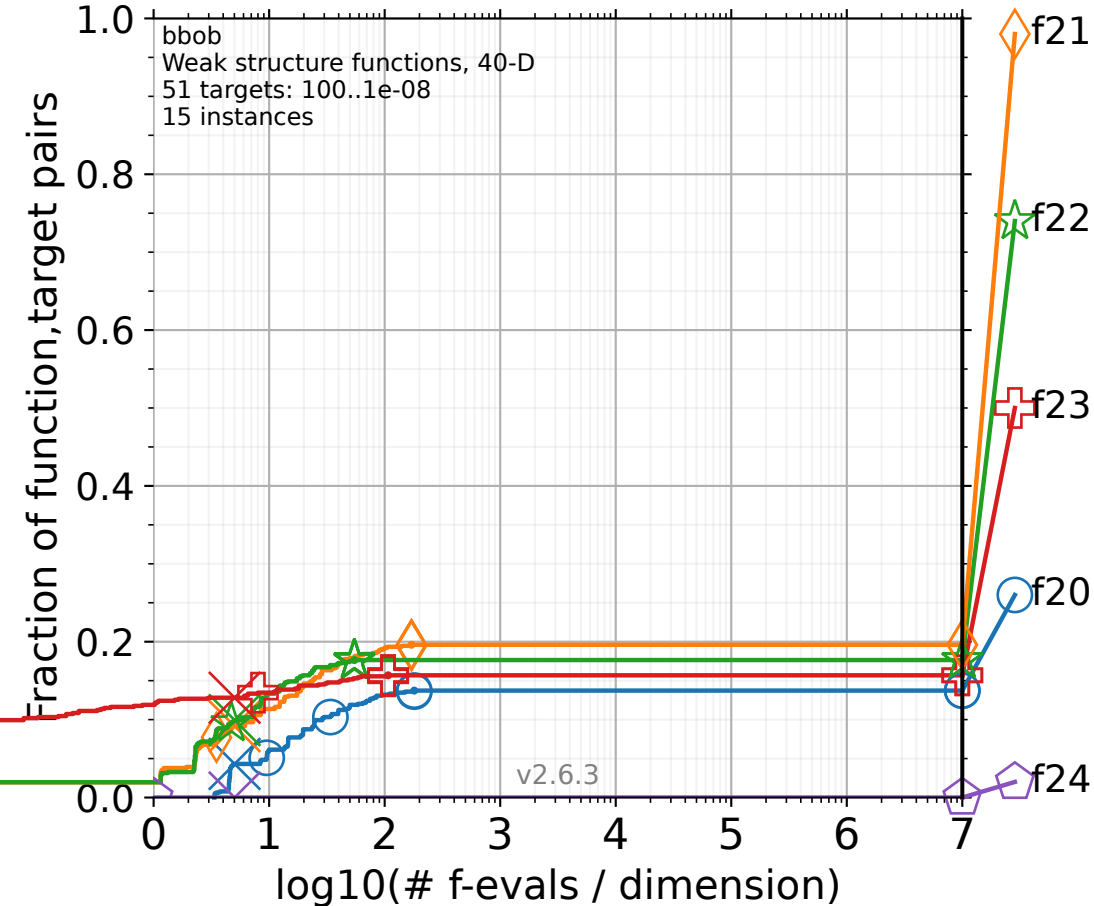 bbob
Weak structure functions, 40-D
51 targets: 100..1e-08
15 instances
Fraction of function,target pairs
1.0
0.8
0.6
0.4
0.2
0.0
f21
f22
f23
f20
f24
v2.6.3
0 1 2 3 4 5 6 7
log10(# f-evals / dimension)